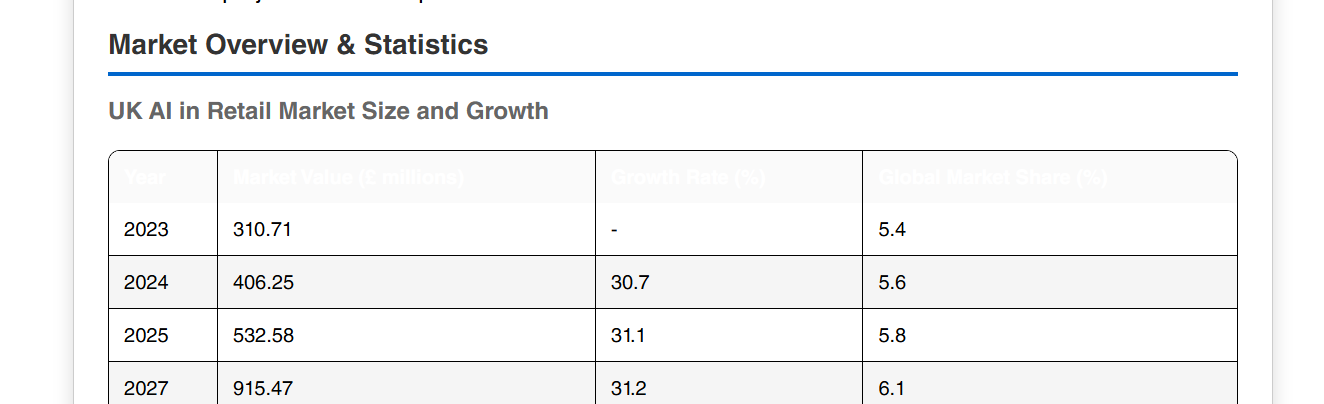 Market Overview & Statistics
UK AI in Retail Market Size and Growth
Year Market Value (£ millions) Growth Rate (%) Global Market Share (%)
2023 310.71 - 5.4
2024 406.25 30.7 5.6
2025 532.58 31.1 5.8
2027 915.47 31.2 6.1